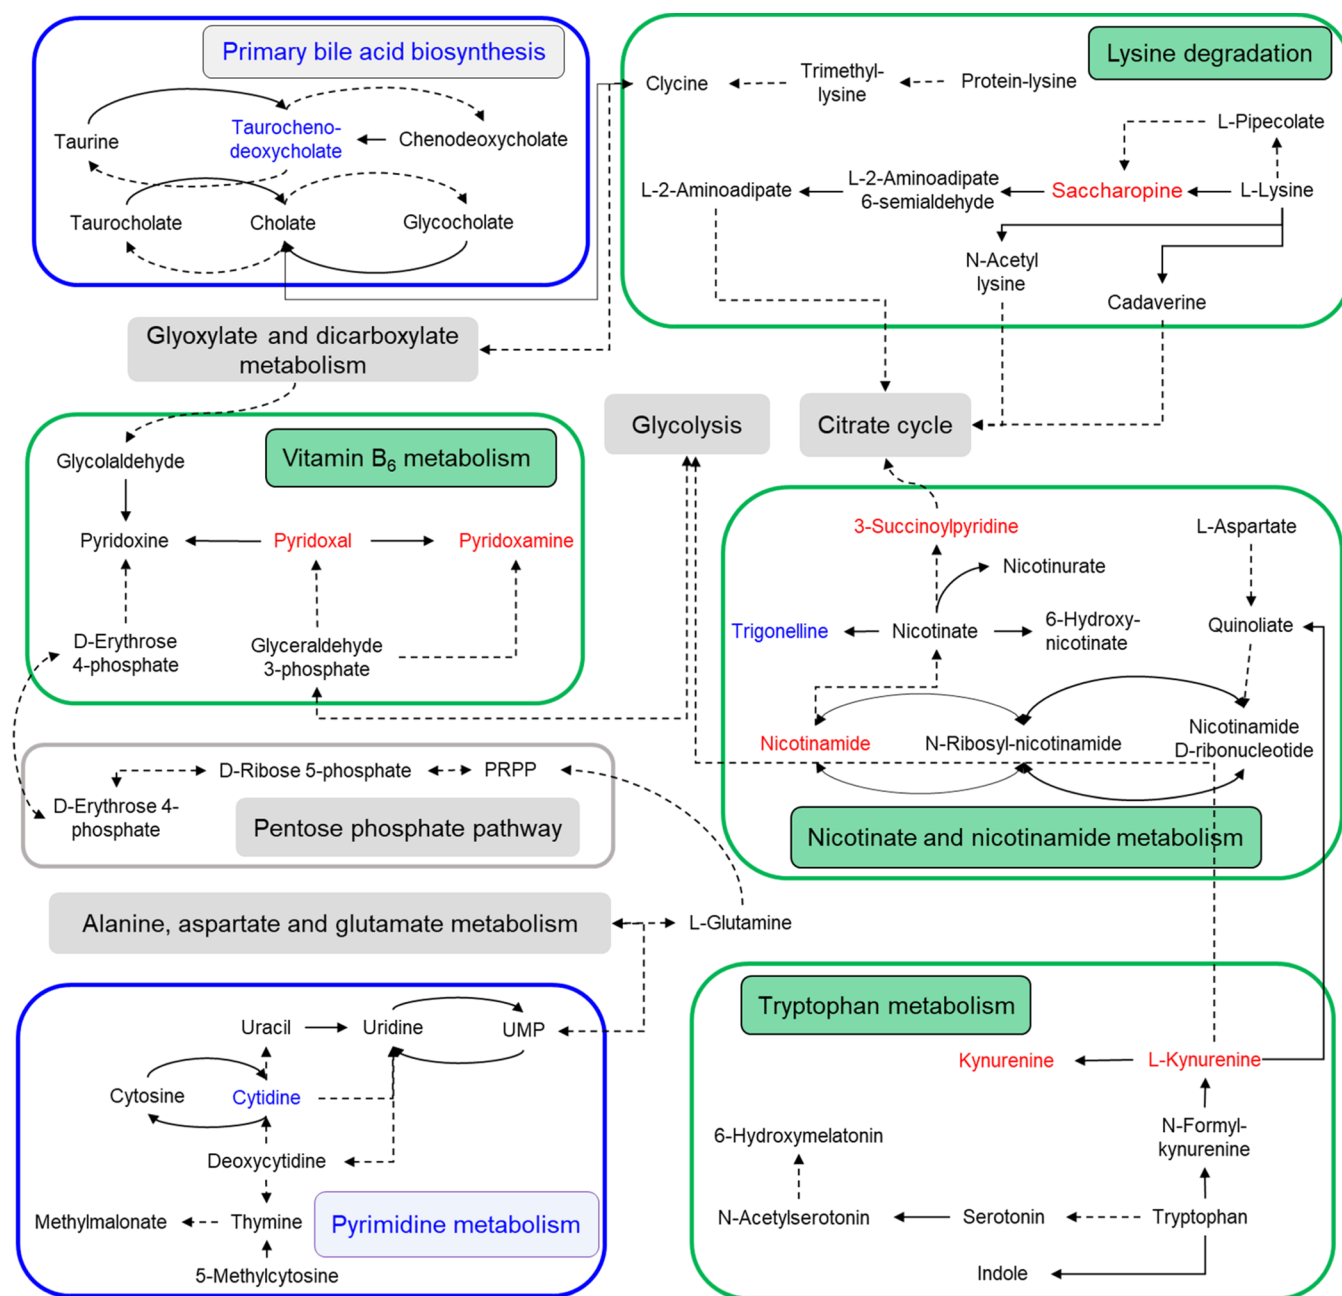 Primary bile acid biosynthesis
Taurine
Taurocheno-
deoxycholate
Chenodeoxycholate
Taurocholate
Cholate
Glycocholate
Lysine degradation
Clycine
Trimethyl-
lysine
Protein-lysine
L-Pipecolate
L-2-Aminoadipate
L-2-Aminoadipate
6-semialdehyde
Saccharopine
L-Lysine
N-Acetyl
lysine
Cadaverine
Glyoxylate and dicarboxylate
metabolism
Glycolysis
Citrate cycle
Vitamin B6 metabolism
Glycolaldehyde
Pyridoxine
Pyridoxal
Pyridoxamine
D-Erythrose
4-phosphate
Glyceraldehyde
3-phosphate
3-Succinoylpyridine
L-Aspartate
Nicotinurate
Trigonelline
Nicotinate
6-Hydroxy-
nicotinate
Quinoliate
Nicotinamide
N-Ribosyl-nicotinamide
Nicotinamide
D-ribonucleotide
Nicotinate and nicotinamide metabolism
D-Ribose 5-phosphate
PRPP
D-Erythrose 4-
phosphate
Pentose phosphate pathway
Alanine, aspartate and glutamate metabolism
L-Glutamine
Uracil
Uridine
UMP
Cytosine
Cytidine
Deoxycytidine
Methylmalonate
Thymine
Pyrimidine metabolism
5-Methylcytosine
Tryptophan metabolism
Kynurenine
L-Kynurenine
6-Hydroxymelatonin
N-Formyl-
kynurenine
N-Acetylserotonin
Serotonin
Tryptophan
Indole